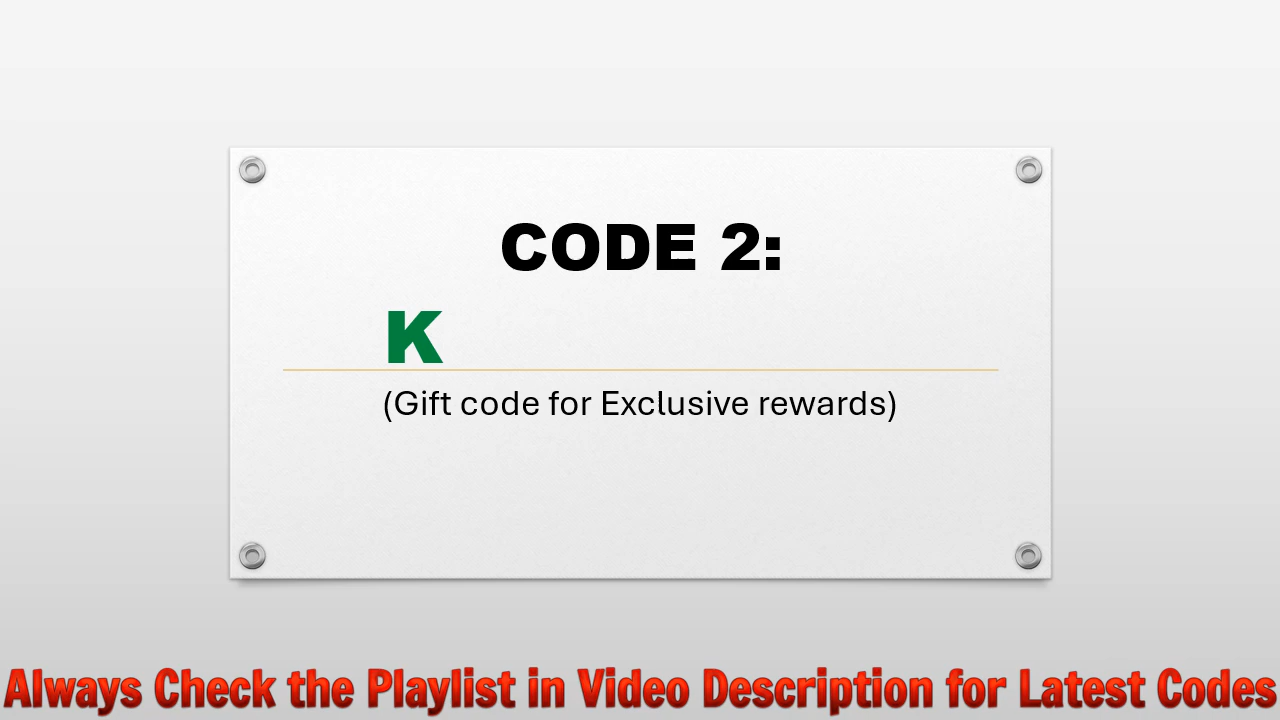 CODE 2:
K
(Gift code for Exclusive rewards)
Always Check the Playlist in Video Description for Latest Codes